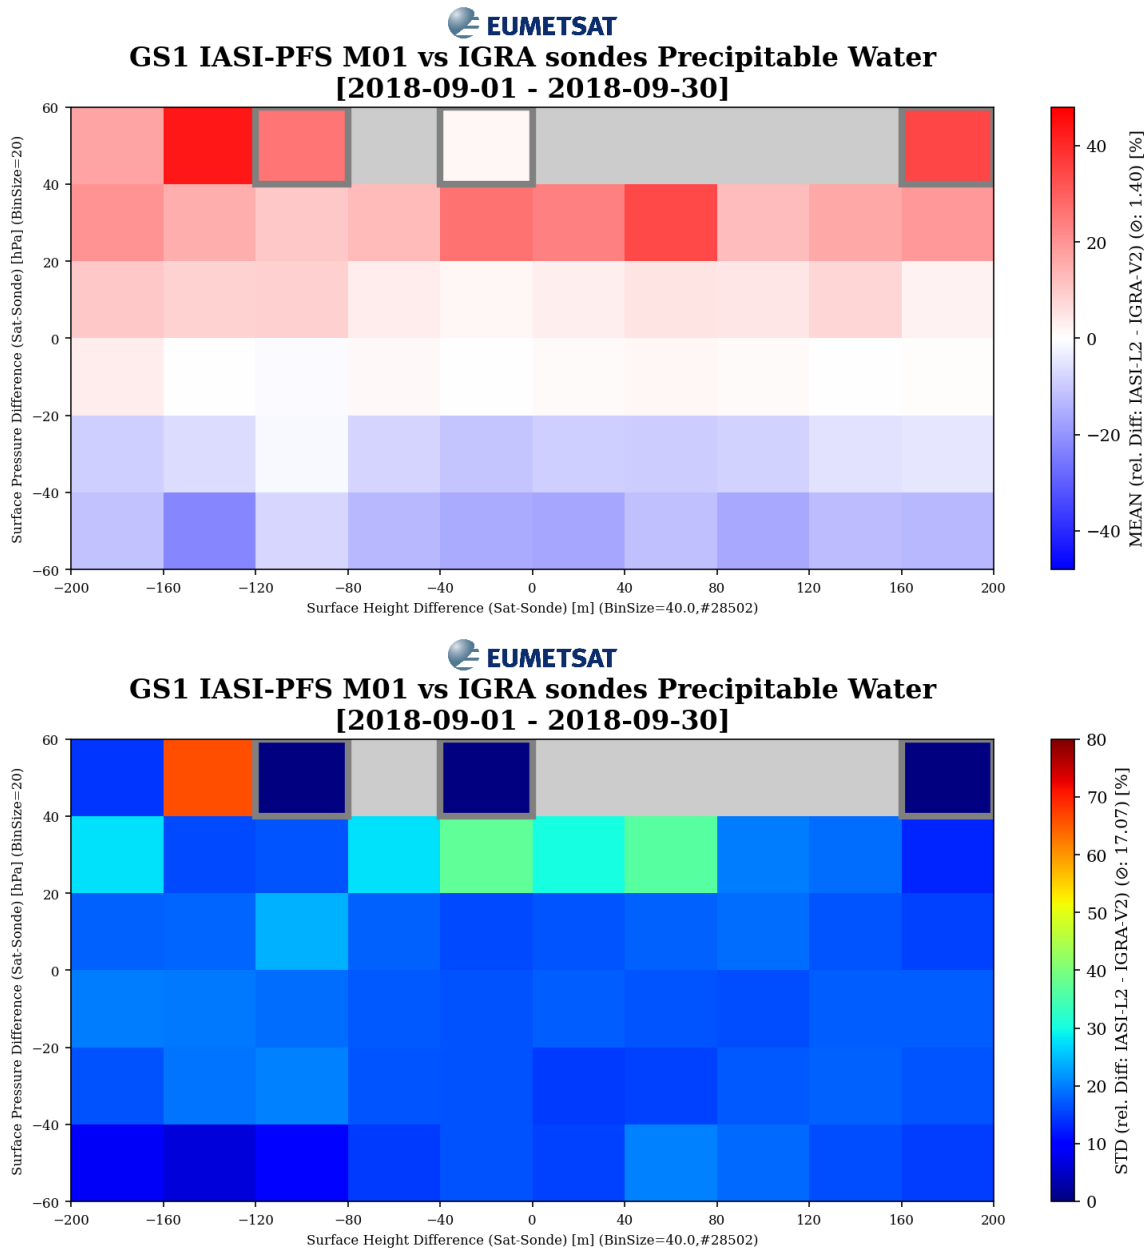 EUMETSAT
GS1 IASI-PFS M01 vs IGRA sondes Precipitable Water
[2018-09-01 - 2018-09-30]
Surface Pressure Difference (Sat-Sonde) [hPa] (BinSize=20)
60
40
20
0
−20
−40
−60
−200 −160 −120 −80 −40 0 40 80 120 160 200
Surface Height Difference (Sat-Sonde) [m] (BinSize=40.0,#28502)
40
20
0
−20
−40
MEAN (rel. Diff: IASI-L2 - IGRA-V2) (⊘: 1.40) [%]
EUMETSAT
GS1 IASI-PFS M01 vs IGRA sondes Precipitable Water
[2018-09-01 - 2018-09-30]
Surface Pressure Difference (Sat-Sonde) [hPa] (BinSize=20)
60
40
20
0
−20
−40
−60
−200 −160 −120 −80 −40 0 40 80 120 160 200
Surface Height Difference (Sat-Sonde) [m] (BinSize=40.0,#28502)
80
70
60
50
40
30
20
10
0
STD (rel. Diff: IASI-L2 - IGRA-V2) (⊘: 17.07) [%]